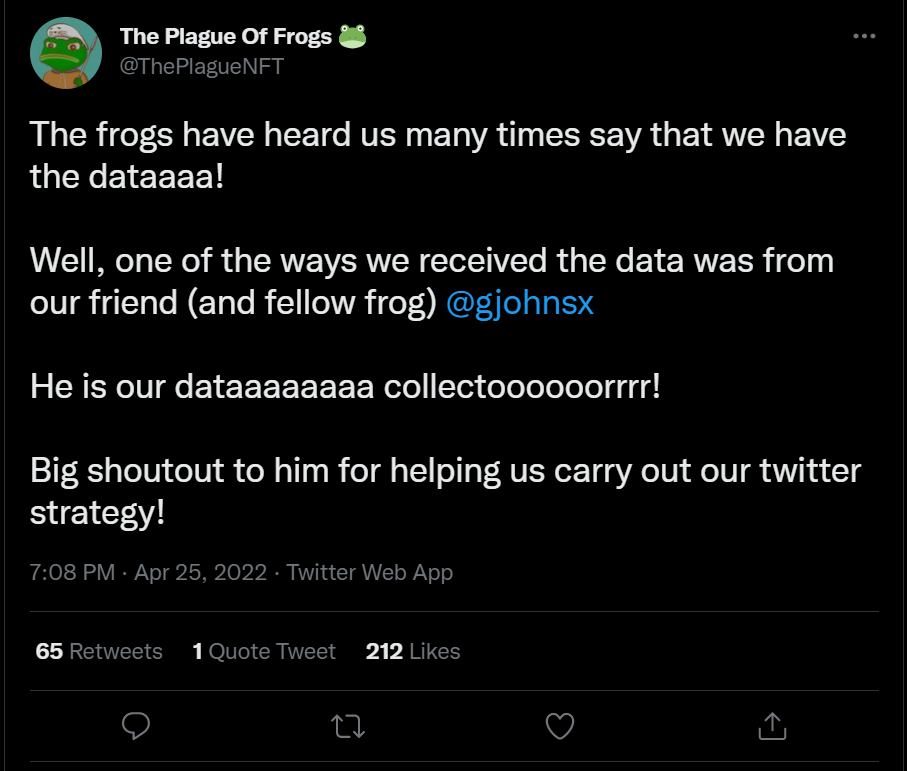 The Plague Of Frogs 🐸
@ThePlagueNFT
The frogs have heard us many times say that we have
the dataaaa!
Well, one of the ways we received the data was from
our friend (and fellow frog) @gjohnsx
He is our dataaaaaaaa collectoooooorrrr!
Big shoutout to him for helping us carry out our twitter
strategy!
7:08 PM · Apr 25, 2022 · Twitter Web App
65 Retweets 1 Quote Tweet 212 Likes